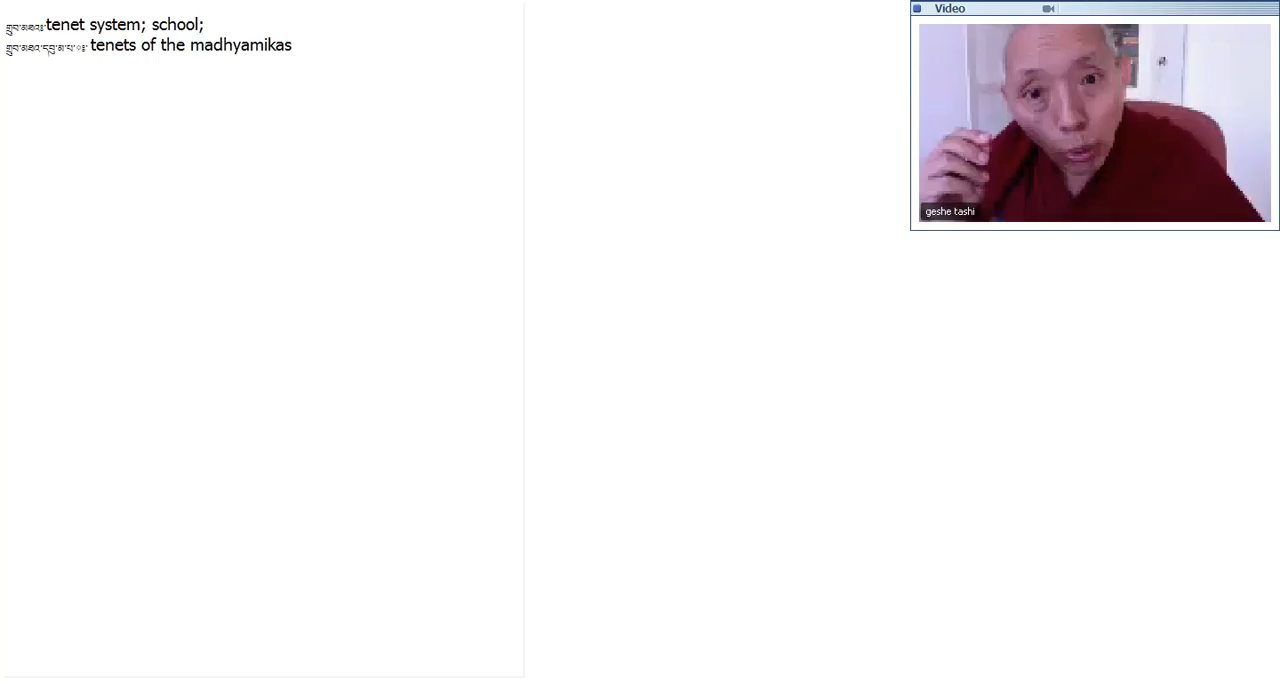 གྲུབ་མཐའ༔ tenet system; school;
གྲུབ་མཐའ་དབུ་མ་པ་༔ tenets of the madhyamikas
Video
geshe tashi